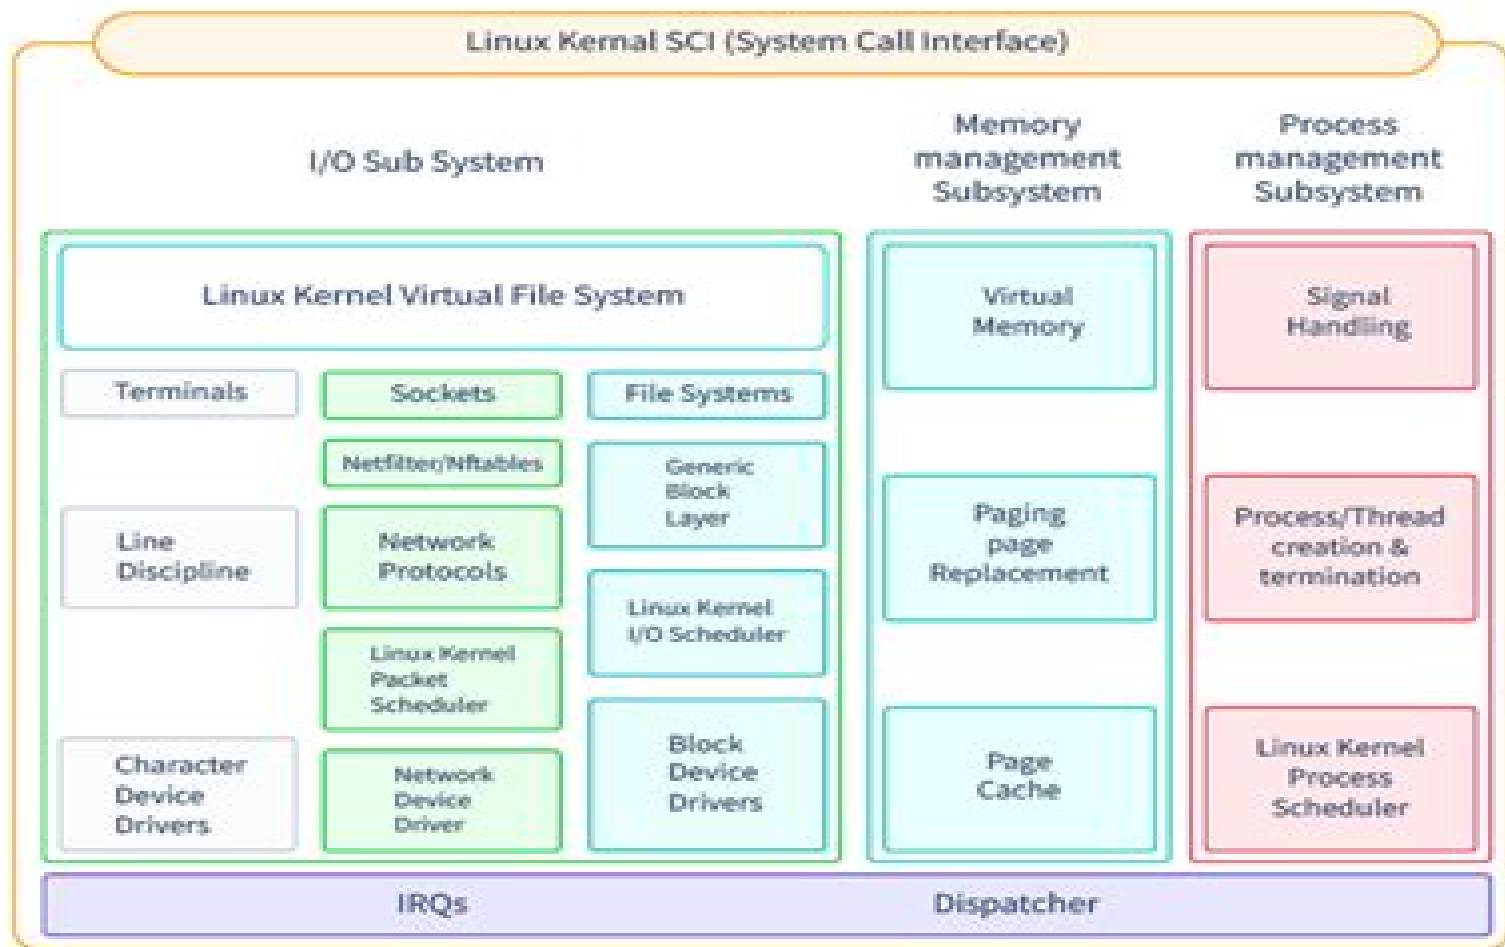 Linux Kernal SCI (System Call Interface)
I/O Sub System
Memory
management
Subsystem
Process
management
Subsystem
Linux Kernel Virtual File System
Terminals
Line
Discipline
Character
Device
Drivers
Sockets
Netfilter/Nftables
Network
Protocols
Linux Kernel
Packet
Scheduler
Network
Device
Driver
File Systems
Generic
Block
Layer
Linux Kernel
I/O Scheduler
Block
Device
Drivers
Virtual
Memory
Paging
page
Replacement
Page
Cache
Signal
Handling
Process/Thread
creation &
termination
Linux Kernel
Process
Scheduler
IRQs
Dispatcher